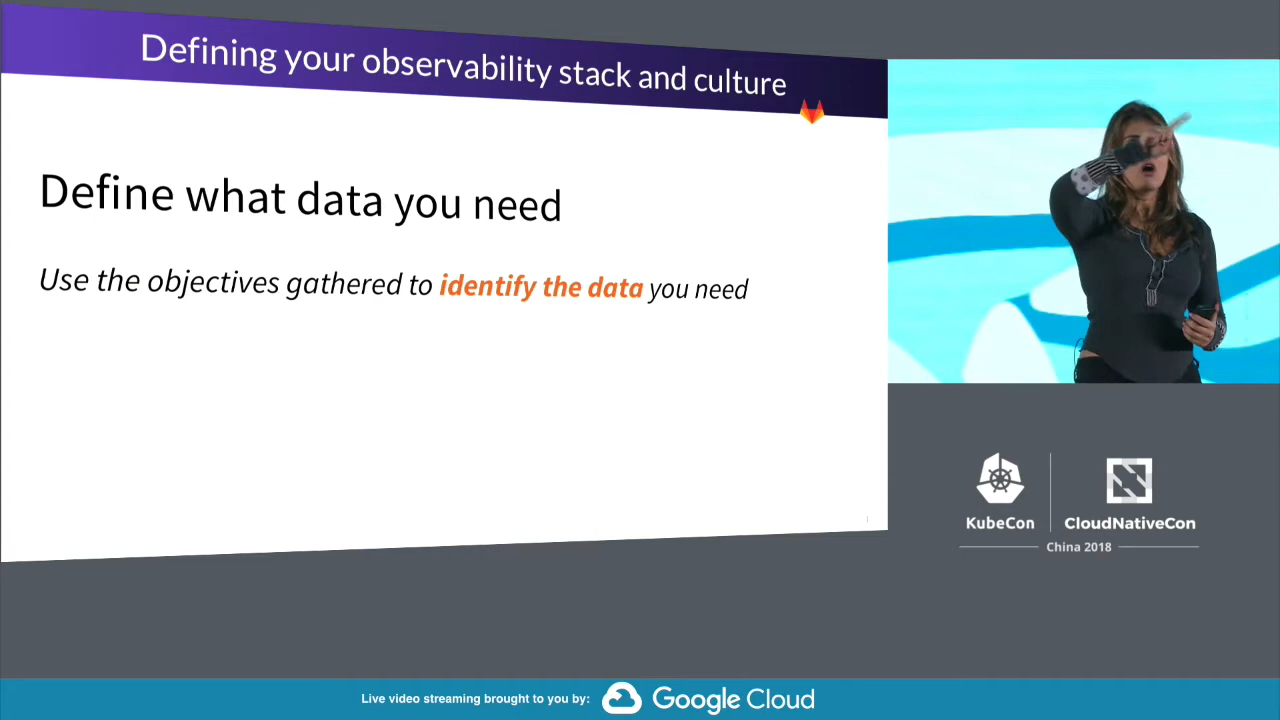 Defining your observability stack and culture
Define what data you need
Use the objectives gathered to identify the data you need
KubeCon
CloudNativeCon
China 2018
Live video streaming brought to you by:
Google Cloud